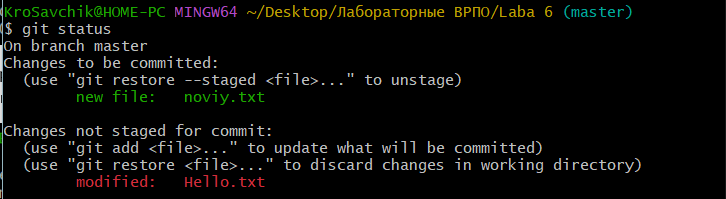 KroSavchik@HOME-PC MINGW64 ~/Desktop/Лабораторные ВРПО/Laba 6 (master)
$ git status
On branch master
Changes to be committed:
  (use "git restore --staged <file>..." to unstage)
        new file:   noviy.txt

Changes not staged for commit:
  (use "git add <file>..." to update what will be committed)
  (use "git restore <file>..." to discard changes in working directory)
        modified:   Hello.txt